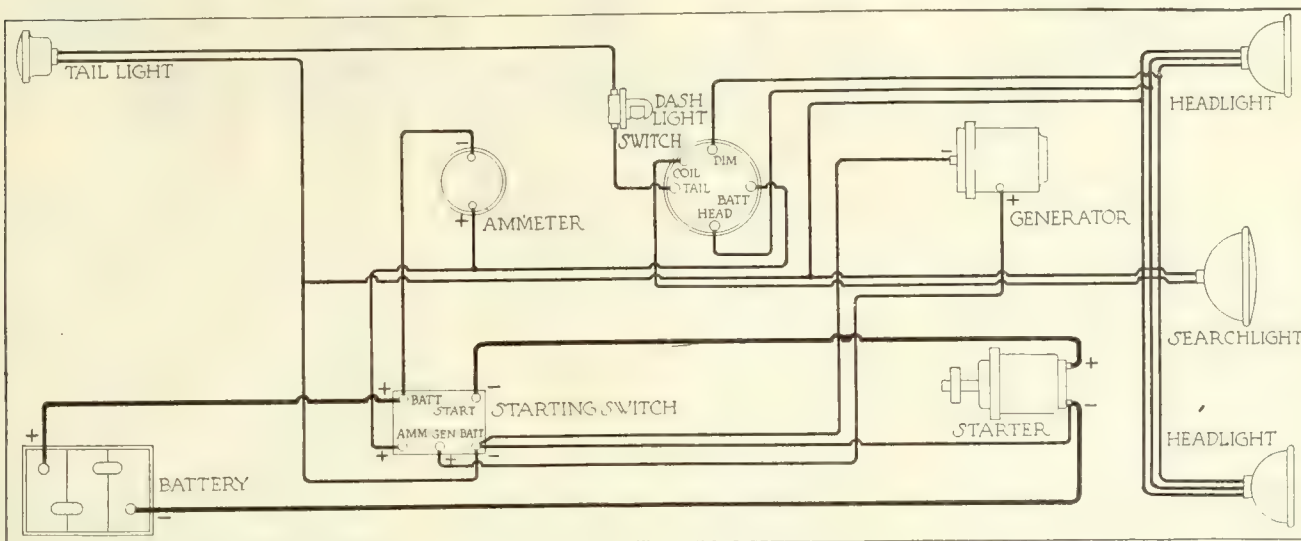 TAIL LIGHT
DASH
LIGHT
SWITCH
HEADLIGHT
-
-
DIM
COIL
TAIL
BATT
HEAD
+
AMMETER
+
GENERATOR
SEARCHLIGHT
+
-
+
BATT
START
STARTING SWITCH
-
STARTER
AMM GEN BATT
+
+
-
HEADLIGHT
+
BATTERY
-